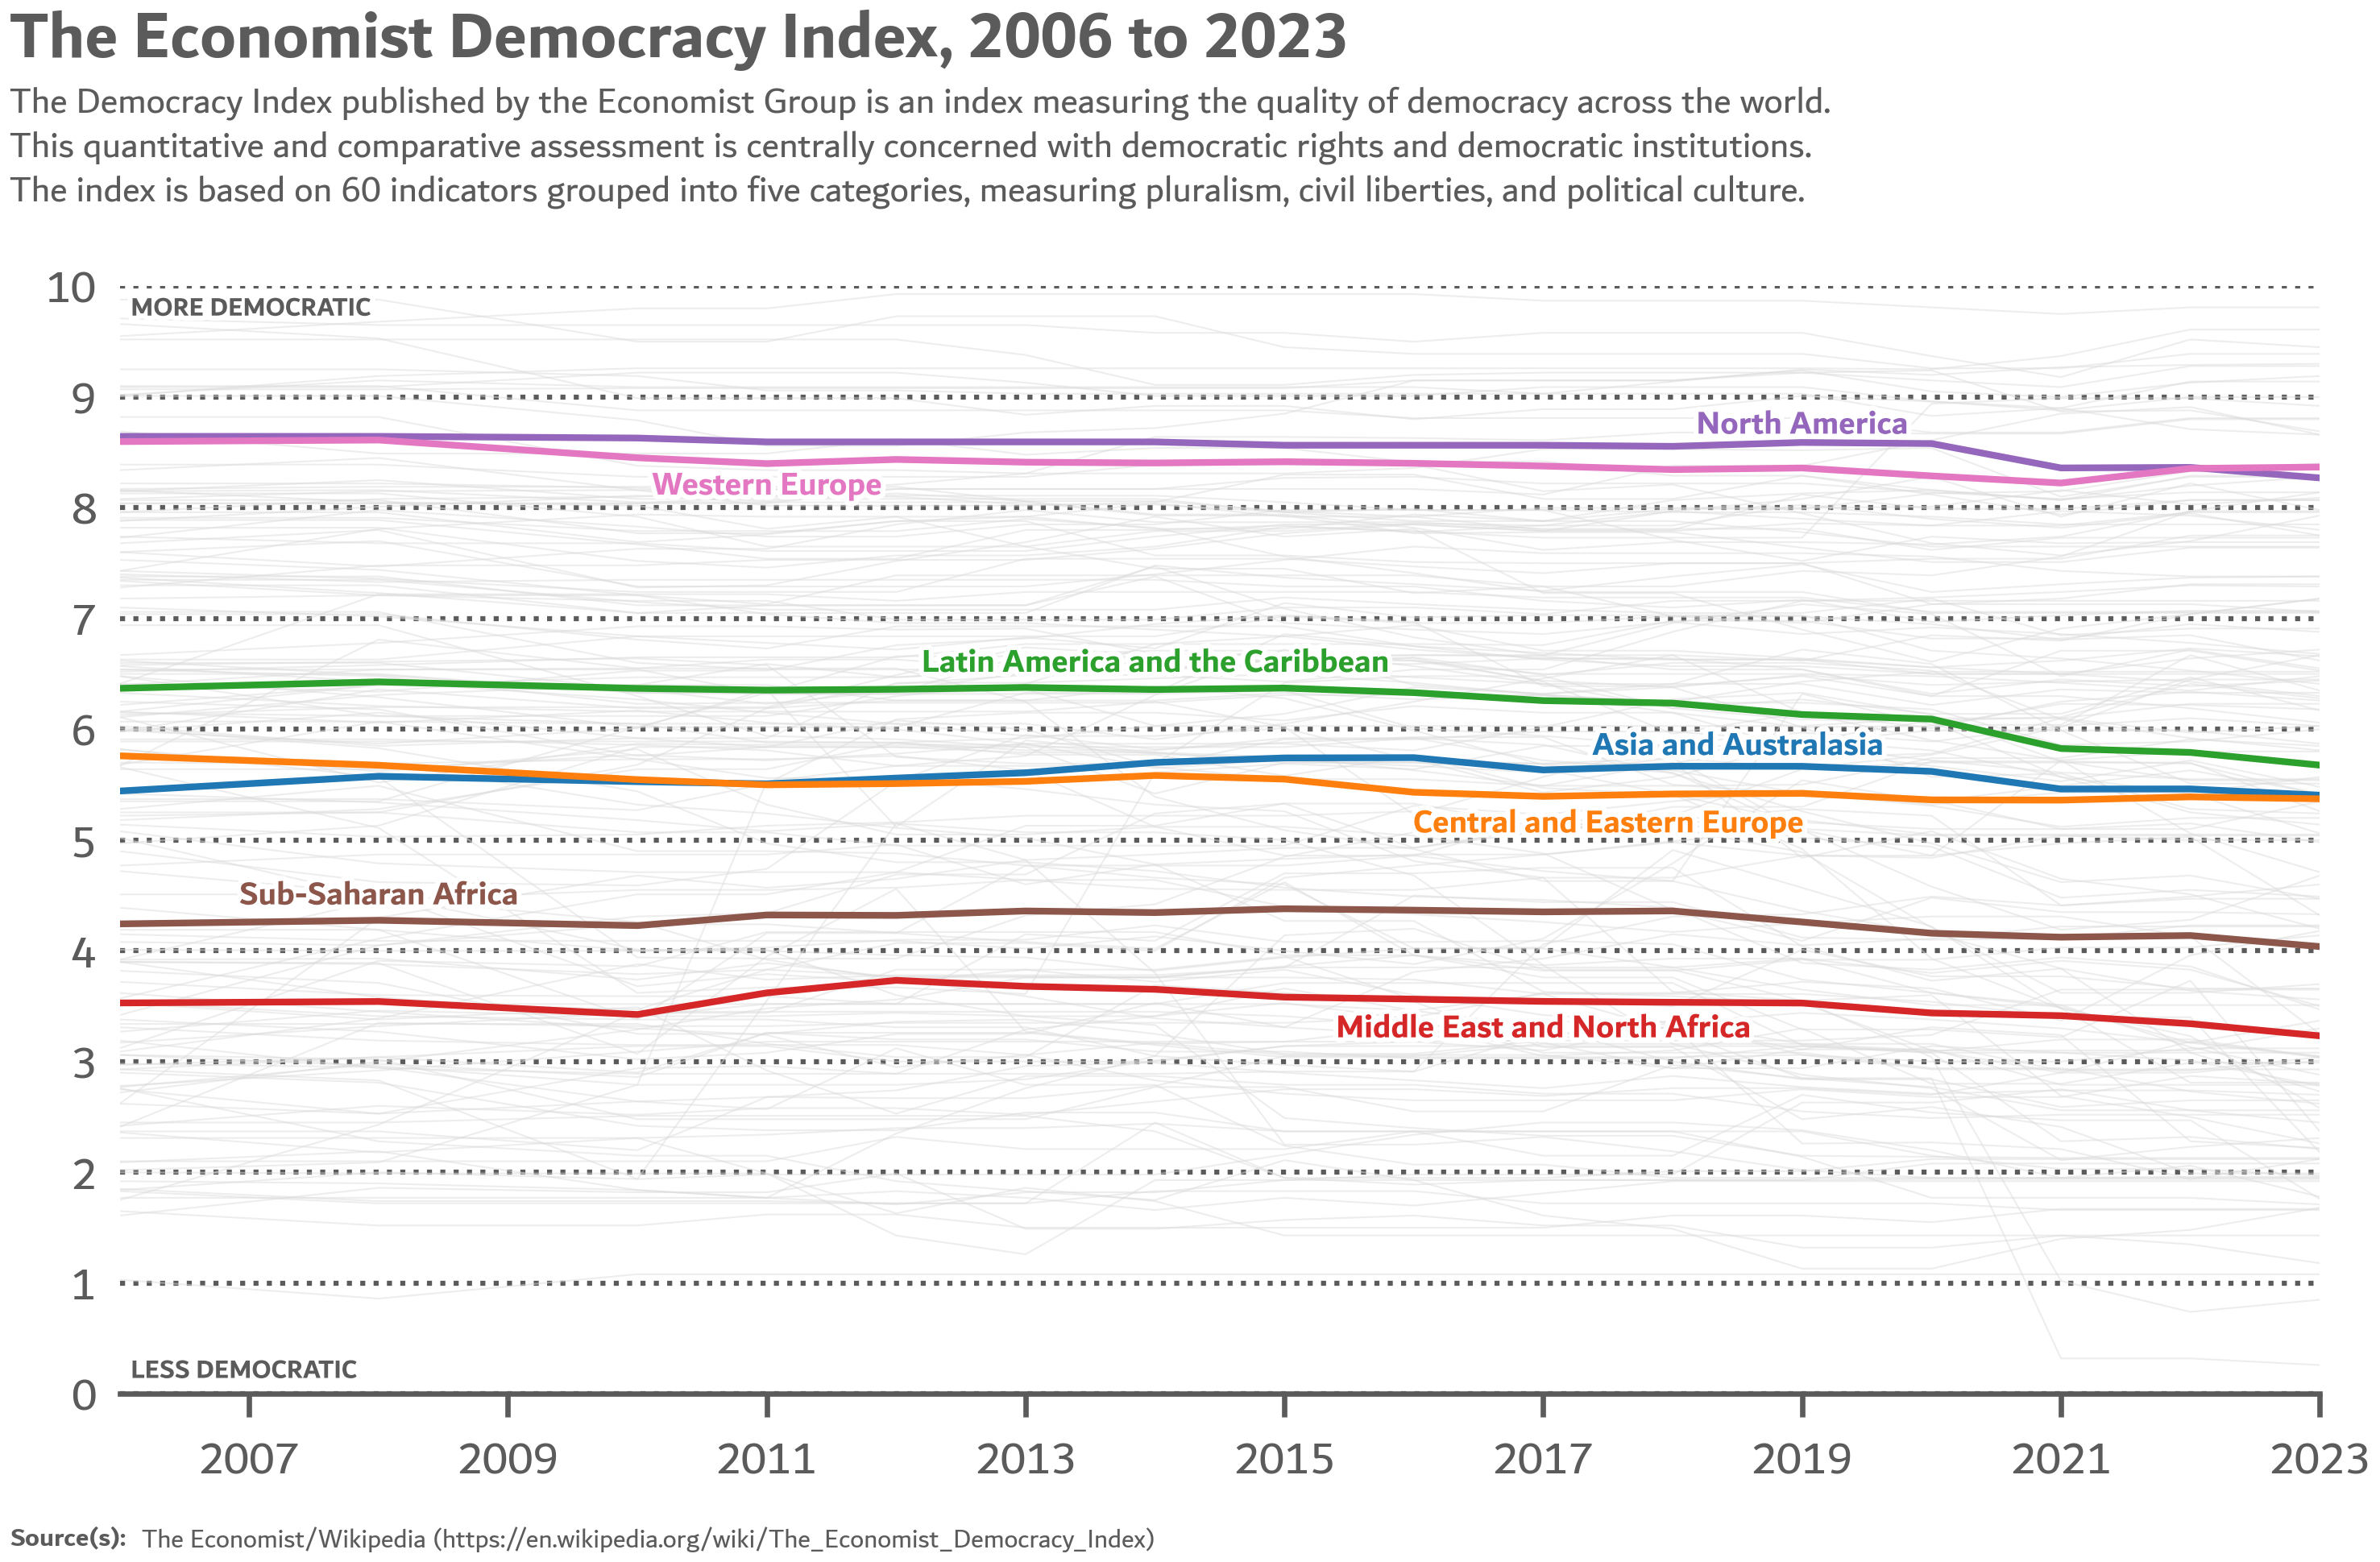 The Economist Democracy Index, 2006 to 2023
The Democracy Index published by the Economist Group is an index measuring the quality of democracy across the world.
This quantitative and comparative assessment is centrally concerned with democratic rights and democratic institutions.
The index is based on 60 indicators grouped into five categories, measuring pluralism, civil liberties, and political culture.
10
MORE DEMOCRATIC
9
North America
Western Europe
8
7
Latin America and the Caribbean
6
Asia and Australasia
Central and Eastern Europe
5
Sub-Saharan Africa
4
Middle East and North Africa
3
2
1
LESS DEMOCRATIC
0
2007 2009 2011 2013 2015 2017 2019 2021 2023
Source(s): The Economist/Wikipedia (https://en.wikipedia.org/wiki/The_Economist_Democracy_Index)